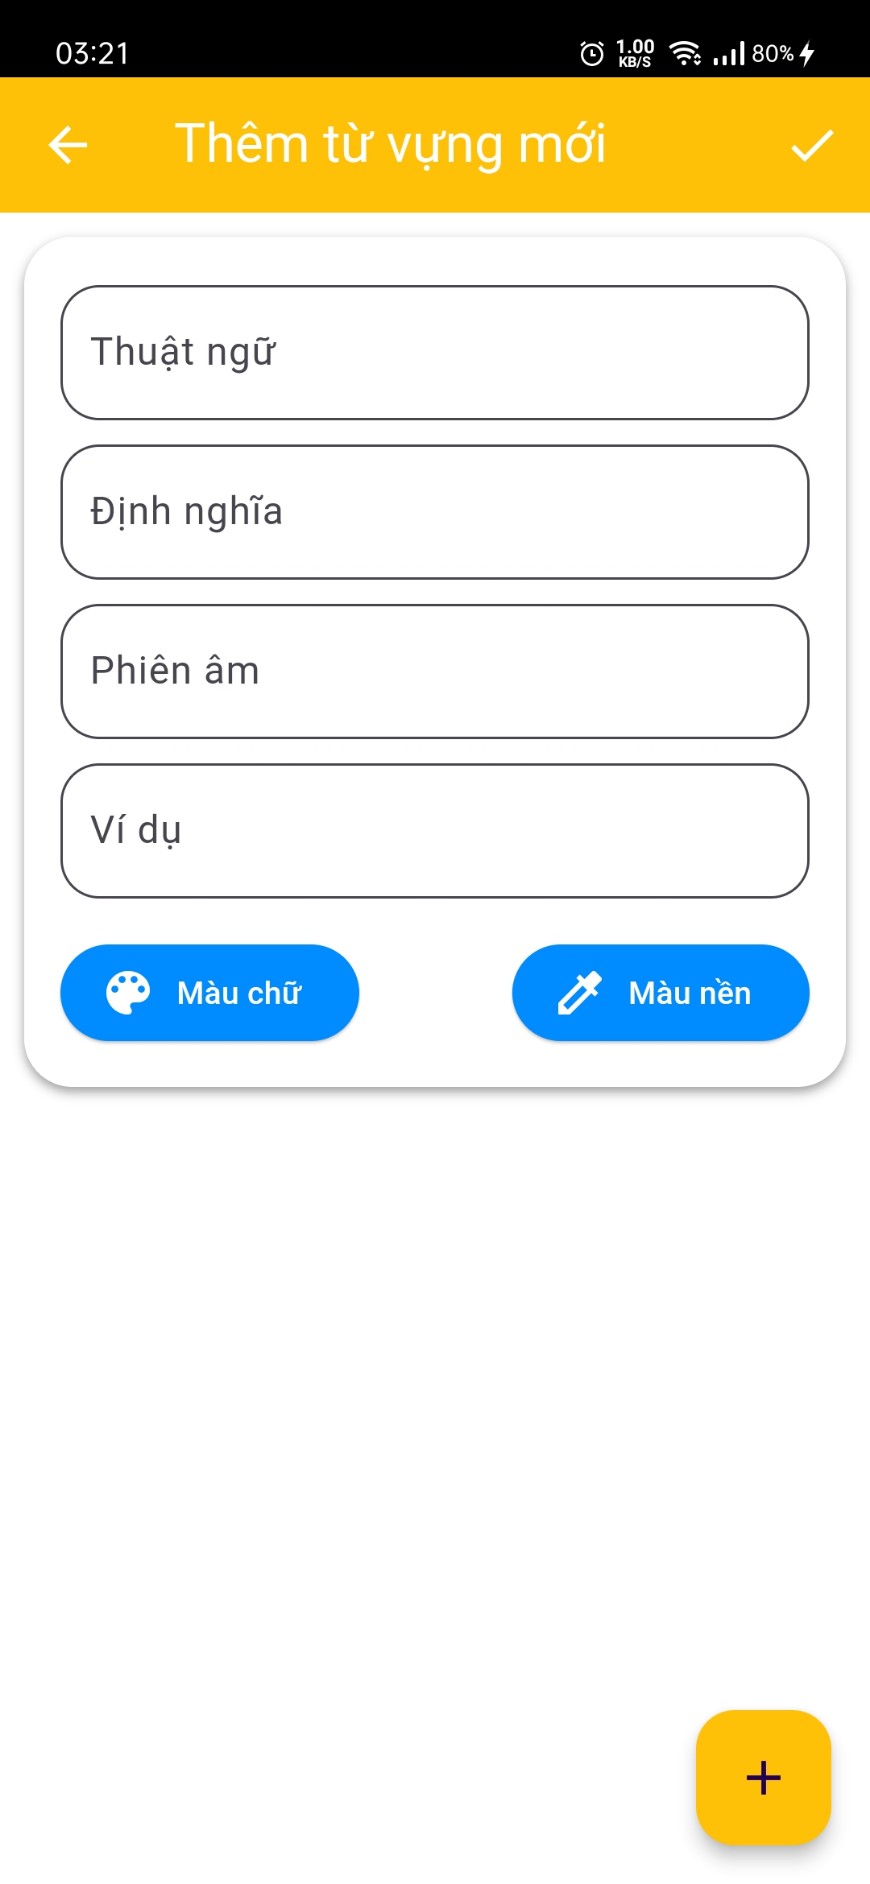 03:21
1.00
KB/S
80%
Thêm từ vựng mới
Thuật ngữ
Định nghĩa
Phiên âm
Ví dụ
Màu chữ
Màu nền